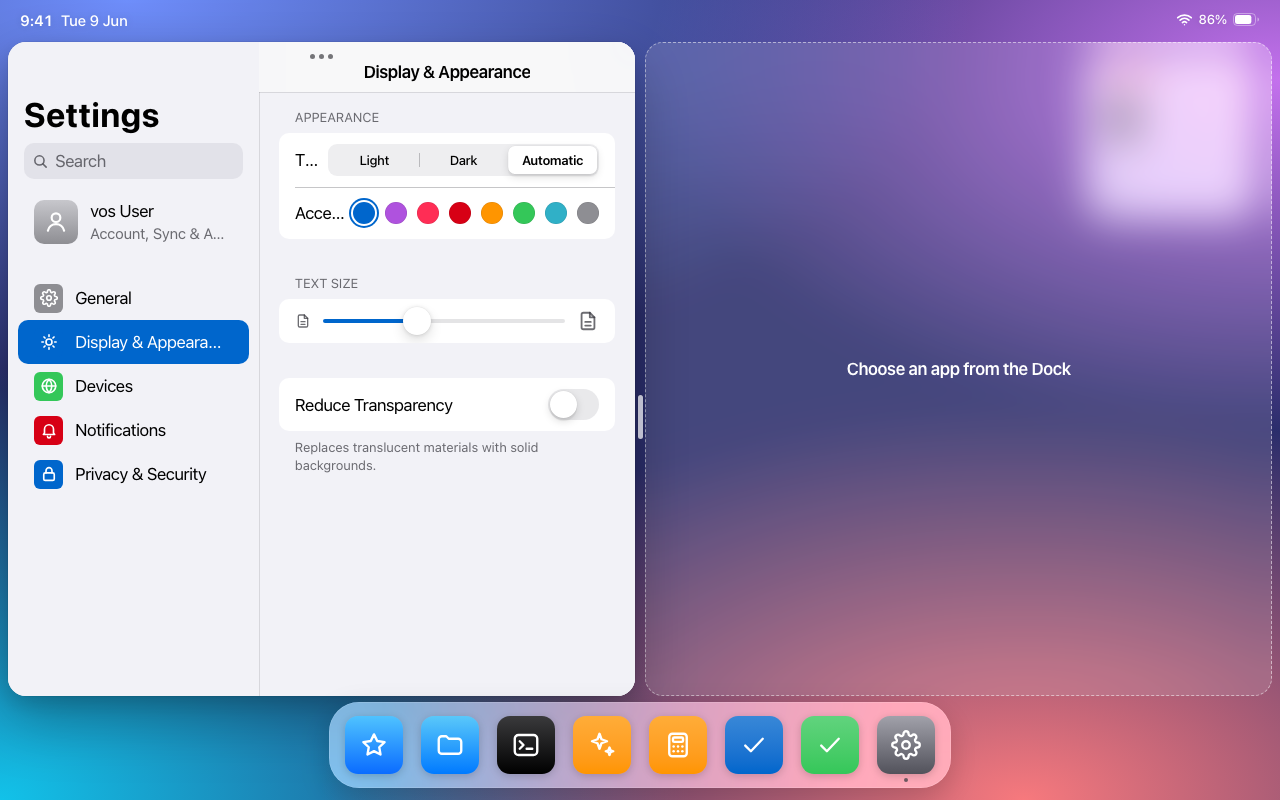 9:41 Tue 9 Jun
86%
Settings
Search
vos User
Account, Sync & A...
General
Display & Appeara...
Devices
Notifications
Privacy & Security
Display & Appearance
APPEARANCE
T... Light Dark Automatic
Acce...
TEXT SIZE
Reduce Transparency
Replaces translucent materials with solid
backgrounds.
Choose an app from the Dock